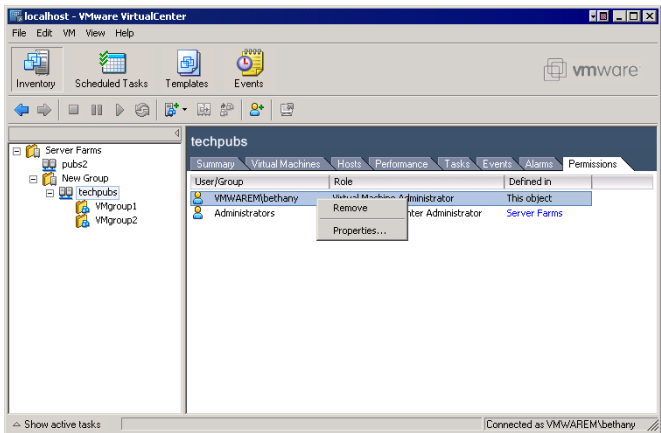 localhost - VMware VirtualCenter
File Edit VM View Help
Inventory Scheduled Tasks Templates Events
vmware
techpubs
Summary Virtual Machines Hosts Performance Tasks Events Alarms Permissions
User/Group Role Defined in
VMWAREM\bethany Virtual Machine Administrator This object
Administrators nter Administrator Server Farms
Remove
Properties...
Server Farms
pubs2
New Group
techpubs
VMgroup1
VMgroup2
Show active tasks Connected as VMWAREM\bethany